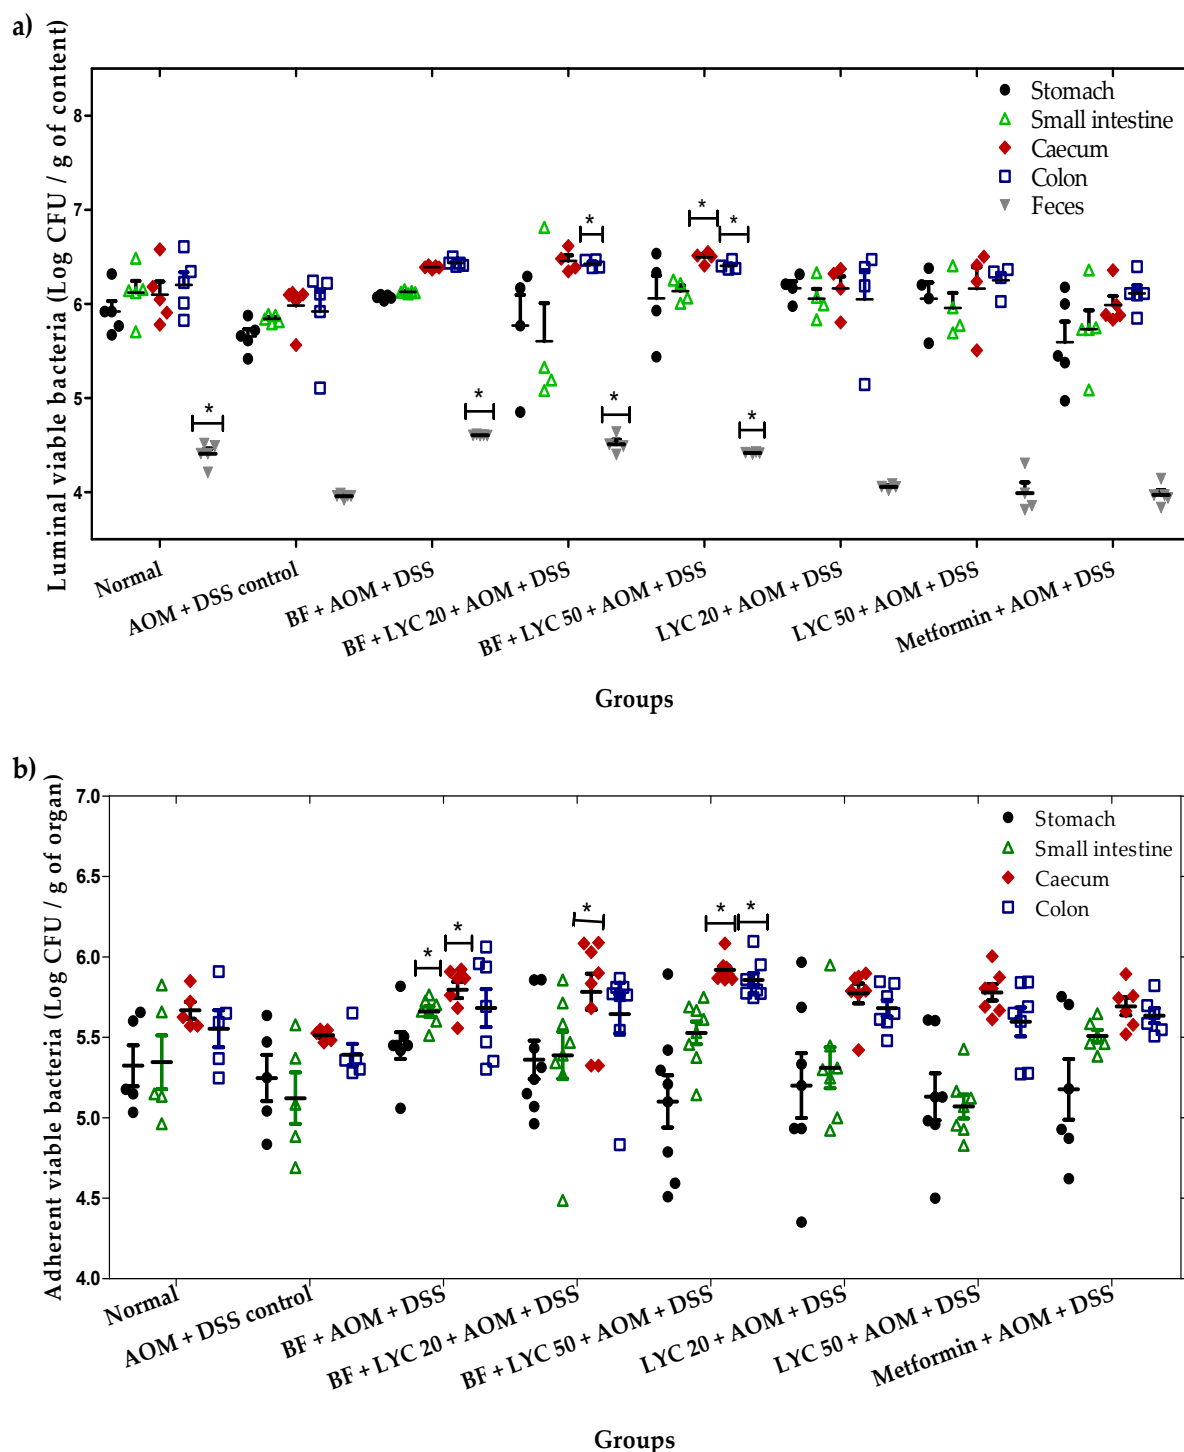 a)
Luminal viable bacteria (Log CFU / g of content)
8
7
6
5
4
Stomach
Small intestine
Caecum
Colon
Feces
*
*
*
*
*
*
*
Normal
AOM + DSS control
BF + AOM + DSS
BF + LYC 20 + AOM + DSS
BF + LYC 50 + AOM + DSS
LYC 20 + AOM + DSS
LYC 50 + AOM + DSS
Metformin + AOM + DSS
Groups
b)
Adherent viable bacteria (Log CFU / g of organ)
7.0
6.5
6.0
5.5
5.0
4.5
4.0
Stomach
Small intestine
Caecum
Colon
*
*
*
*
*
Normal
AOM + DSS control
BF + AOM + DSS
BF + LYC 20 + AOM + DSS
BF + LYC 50 + AOM + DSS
LYC 20 + AOM + DSS
LYC 50 + AOM + DSS
Metformin + AOM + DSS
Groups